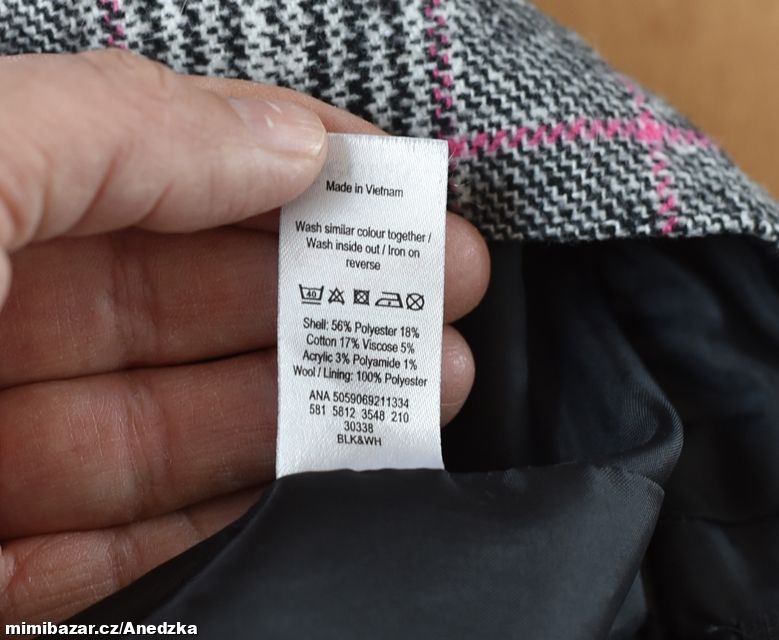 Made in Vietnam
Wash similar colour together /
Wash inside out / Iron on
reverse
40
Shell: 56% Polyester 18%
Cotton 17% Viscose 5%
Acrylic 3% Polyamide 1%
Wool / Lining: 100% Polyester
ANA 5059069211334
581 5812 3548 210
30338
BLK&WH
mimibazar.cz/Anedzka